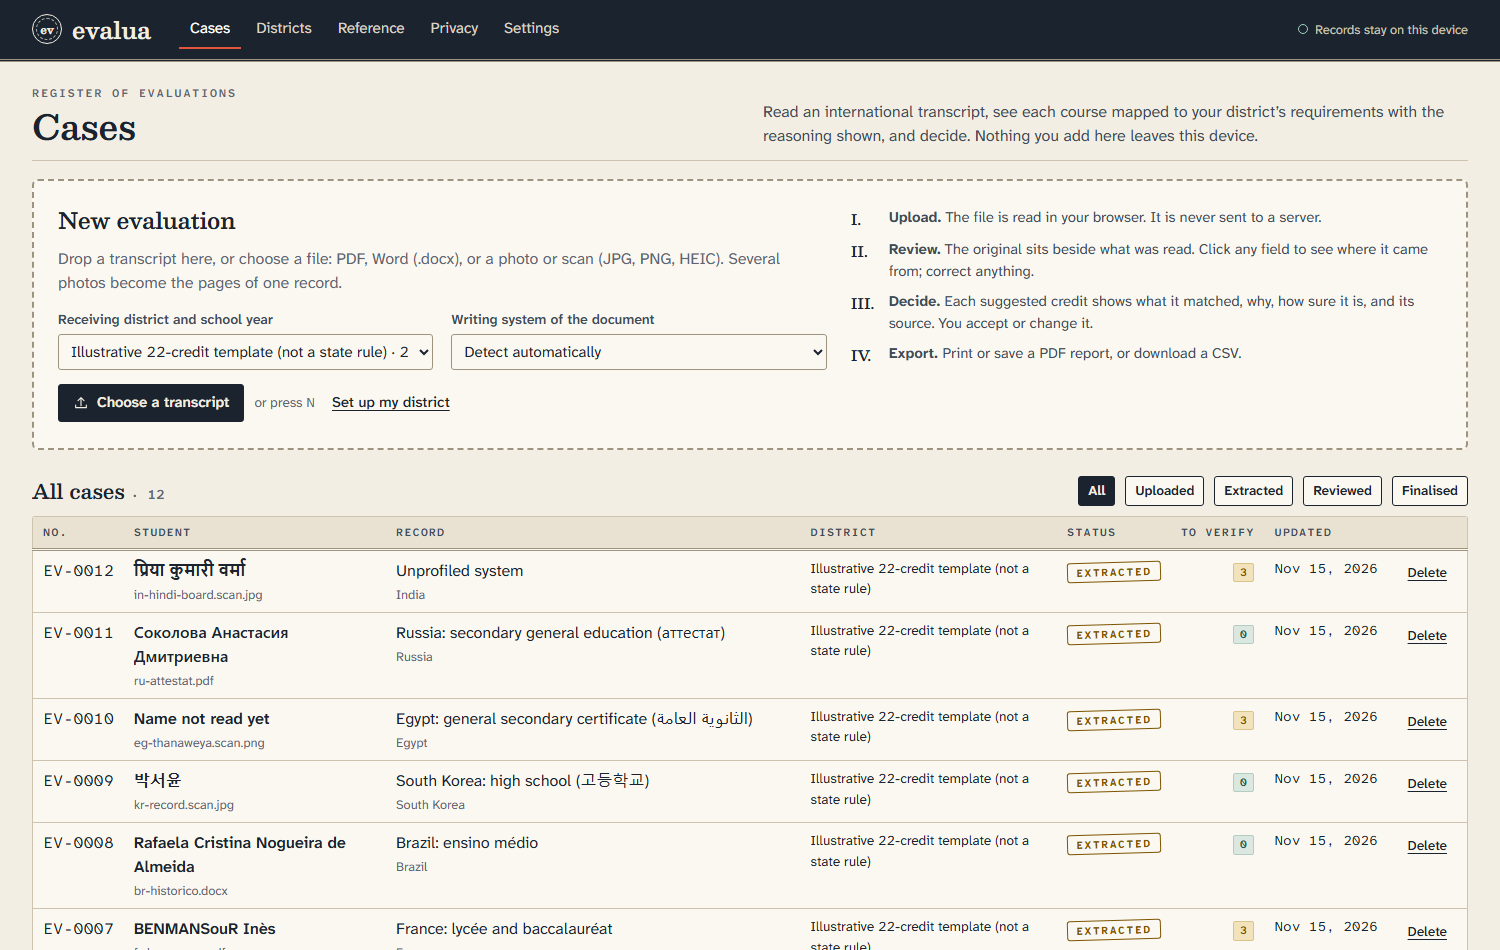 ev evalua Cases Districts Reference Privacy Settings Records stay on this device
REGISTER OF EVALUATIONS
Cases
Read an international transcript, see each course mapped to your district’s requirements with the
reasoning shown, and decide. Nothing you add here leaves this device.
New evaluation
Drop a transcript here, or choose a file: PDF, Word (.docx), or a photo or scan (JPG, PNG, HEIC). Several
photos become the pages of one record.
Receiving district and school year
Illustrative 22-credit template (not a state rule) · 2
Writing system of the document
Detect automatically
Choose a transcript or press N Set up my district
I. Upload. The file is read in your browser. It is never sent to a server.
II. Review. The original sits beside what was read. Click any field to see where it came
from; correct anything.
III. Decide. Each suggested credit shows what it matched, why, how sure it is, and its
source. You accept or change it.
IV. Export. Print or save a PDF report, or download a CSV.
All cases · 12
All Uploaded Extracted Reviewed Finalised
NO. STUDENT RECORD DISTRICT STATUS TO VERIFY UPDATED
EV-0012 प्रिया कुमारी वर्मा Unprofiled system Illustrative 22-credit template (not a EXTRACTED 3 Nov 15, 2026 Delete
in-hindi-board.scan.jpg India state rule)
EV-0011 Соколова Анастасия Russia: secondary general education (аттестат) Illustrative 22-credit template (not a EXTRACTED 0 Nov 15, 2026 Delete
Дмитриевна Russia state rule)
ru-attestat.pdf
EV-0010 Name not read yet Egypt: general secondary certificate (الثانوية العامة) Illustrative 22-credit template (not a EXTRACTED 3 Nov 15, 2026 Delete
eg-thanaweya.scan.png Egypt state rule)
EV-0009 박서윤 South Korea: high school (고등학교) Illustrative 22-credit template (not a EXTRACTED 0 Nov 15, 2026 Delete
kr-record.scan.jpg South Korea state rule)
EV-0008 Rafaela Cristina Nogueira de Brazil: ensino médio Illustrative 22-credit template (not a EXTRACTED 0 Nov 15, 2026 Delete
Almeida Brazil state rule)
br-historico.docx
EV-0007 BENMANSouR Inès France: lycée and baccalauréat Illustrative 22-credit template (not a EXTRACTED 3 Nov 15, 2026 Delete
state rule)